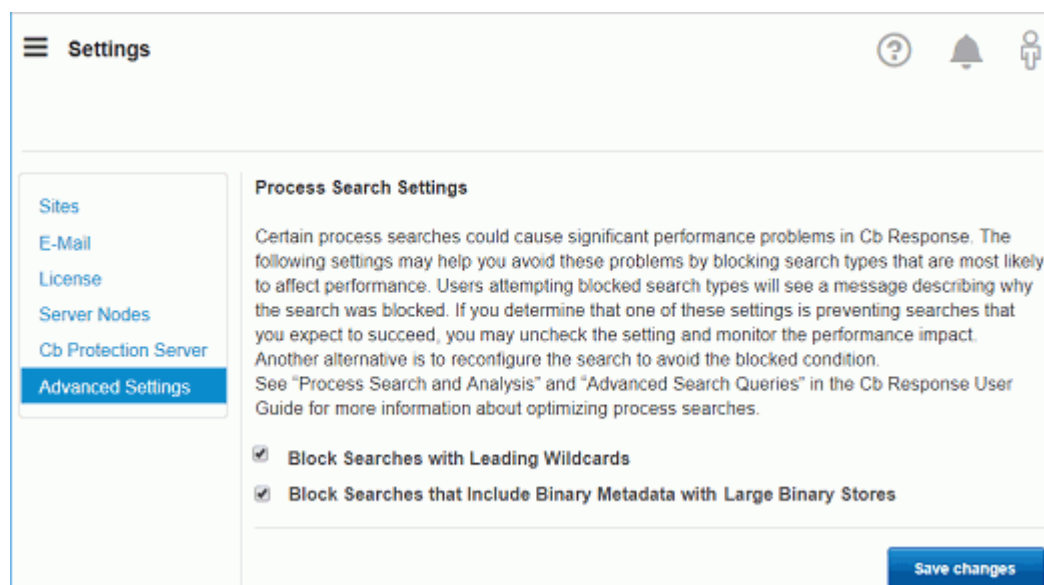 Settings
Sites
E-Mail
License
Server Nodes
Cb Protection Server
Advanced Settings
Process Search Settings
Certain process searches could cause significant performance problems in Cb Response. The
following settings may help you avoid these problems by blocking search types that are most likely
to affect performance. Users attempting blocked search types will see a message describing why
the search was blocked. If you determine that one of these settings is preventing searches that
you expect to succeed, you may uncheck the setting and monitor the performance impact.
Another alternative is to reconfigure the search to avoid the blocked condition.
See “Process Search and Analysis” and “Advanced Search Queries” in the Cb Response User
Guide for more information about optimizing process searches.
Block Searches with Leading Wildcards
Block Searches that Include Binary Metadata with Large Binary Stores
Save changes